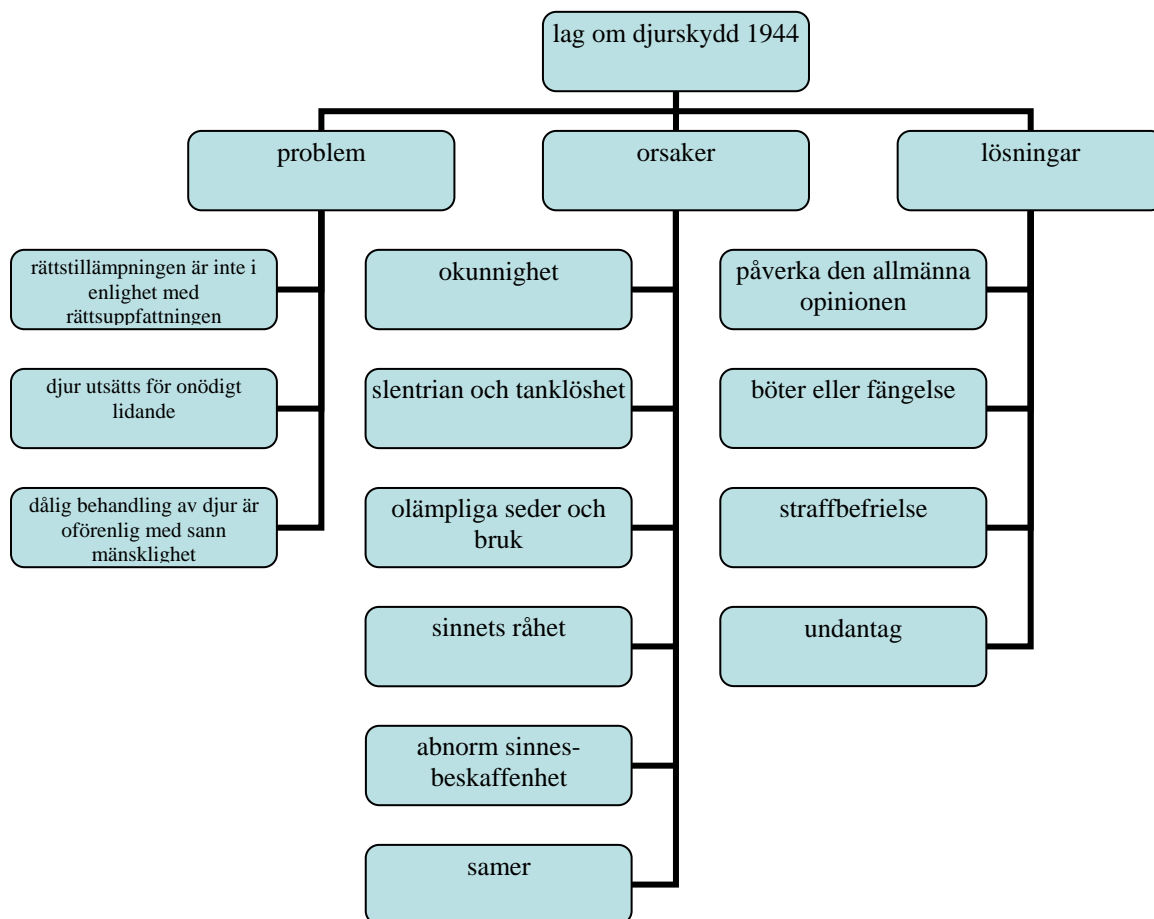 lag om djurskydd 1944
problem
orsaker
lösningar
rättstillämpningen är inte i
enlighet med
rättsuppfattningen
djur utsätts för onödigt
lidande
dålig behandling av djur är
oförenlig med sann
mänsklighet
okunnighet
slentrian och tanklöshet
olämpliga seder och
bruk
sinnets råhet
abnorm sinnes-
beskaffenhet
samer
påverka den allmänna
opinionen
böter eller fängelse
straffbefrielse
undantag